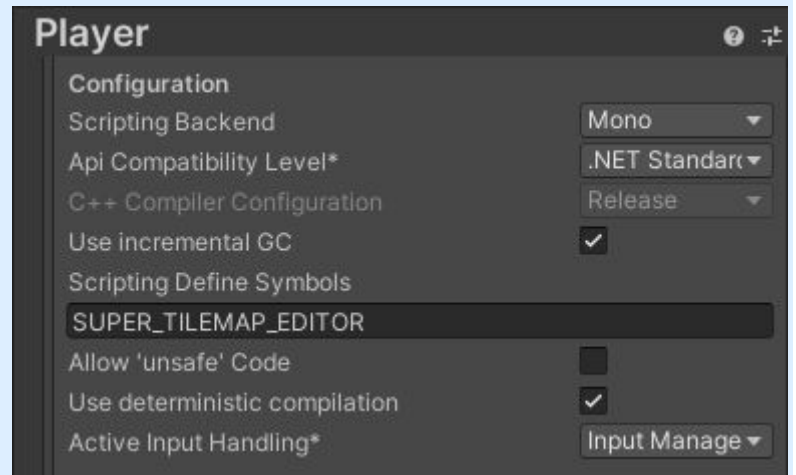 Player
Configuration
Scripting Backend Mono
Api Compatibility Level* .NET Standar
C++ Compiler Configuration Release
Use incremental GC
Scripting Define Symbols
SUPER_TILEMAP_EDITOR
Allow 'unsafe' Code
Use deterministic compilation
Active Input Handling* Input Manage